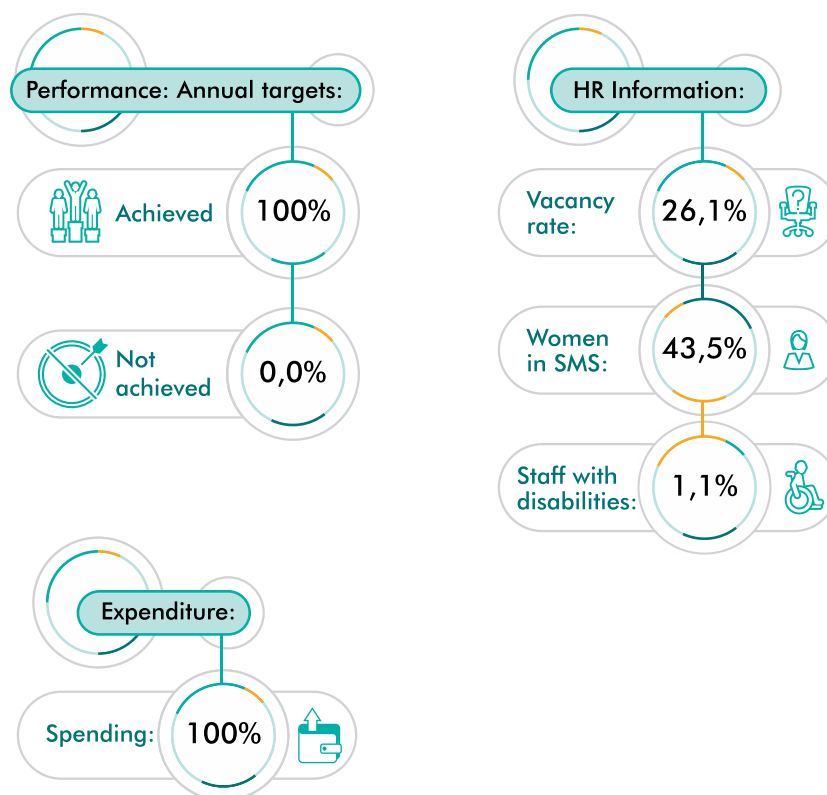 Performance: Annual targets:
Achieved
100%
Not
achieved
0,0%
HR Information:
Vacancy
rate:
26,1%
?
Women
in SMS:
43,5%
Staff with
disabilities:
1,1%
Expenditure:
Spending:
100%